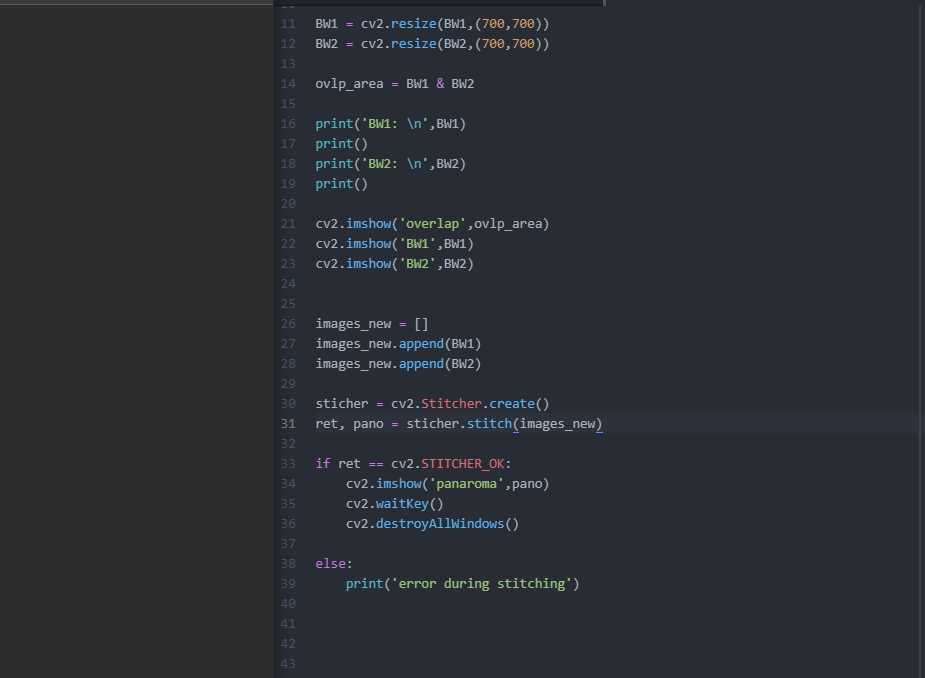 11 BW1 = cv2.resize(BW1,(700,700))
12 BW2 = cv2.resize(BW2,(700,700))
13
14 ovlp_area = BW1 & BW2
15
16 print('BW1: \n',BW1)
17 print()
18 print('BW2: \n',BW2)
19 print()
20
21 cv2.imshow('overlap',ovlp_area)
22 cv2.imshow('BW1',BW1)
23 cv2.imshow('BW2',BW2)
24
25
26 images_new = []
27 images_new.append(BW1)
28 images_new.append(BW2)
29
30 sticher = cv2.Stitcher.create()
31 ret, pano = sticher.stitch(images_new)
32
33 if ret == cv2.STITCHER_OK:
34     cv2.imshow('panaroma',pano)
35     cv2.waitKey()
36     cv2.destroyAllWindows()
37
38 else:
39     print('error during stitching')
40
41
42
43